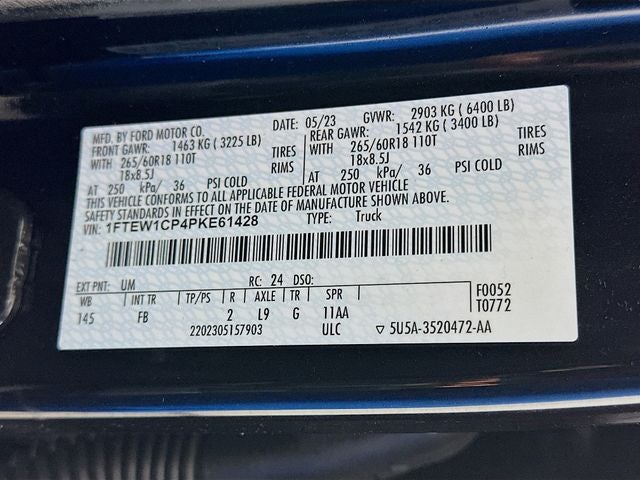 MFD. BY FORD MOTOR CO.
DATE: 05/23 GVWR: 2903 KG ( 6400 LB)
FRONT GAWR: 1463 KG ( 3225 LB) REAR GAWR: 1542 KG ( 3400 LB)
WITH 265/60R18 110T TIRES WITH 265/60R18 110T TIRES
18x8.5J RIMS 18x8.5J RIMS
AT 250 kPa/ 36 PSI COLD AT 250 kPa/ 36 PSI COLD
THIS VEHICLE CONFORMS TO ALL APPLICABLE FEDERAL MOTOR VEHICLE
SAFETY STANDARDS IN EFFECT ON THE DATE OF MANUFACTURE SHOWN ABOVE.
VIN: 1FTEW1CP4PKE61428 TYPE: Truck
EXT PNT: UM RC: 24 DSO: F0052
WB INT TR TP/PS R AXLE TR SPR T0772
145 FB 2 L9 G 11AA
2202305157903 ULC 5U5A-3520472-AA